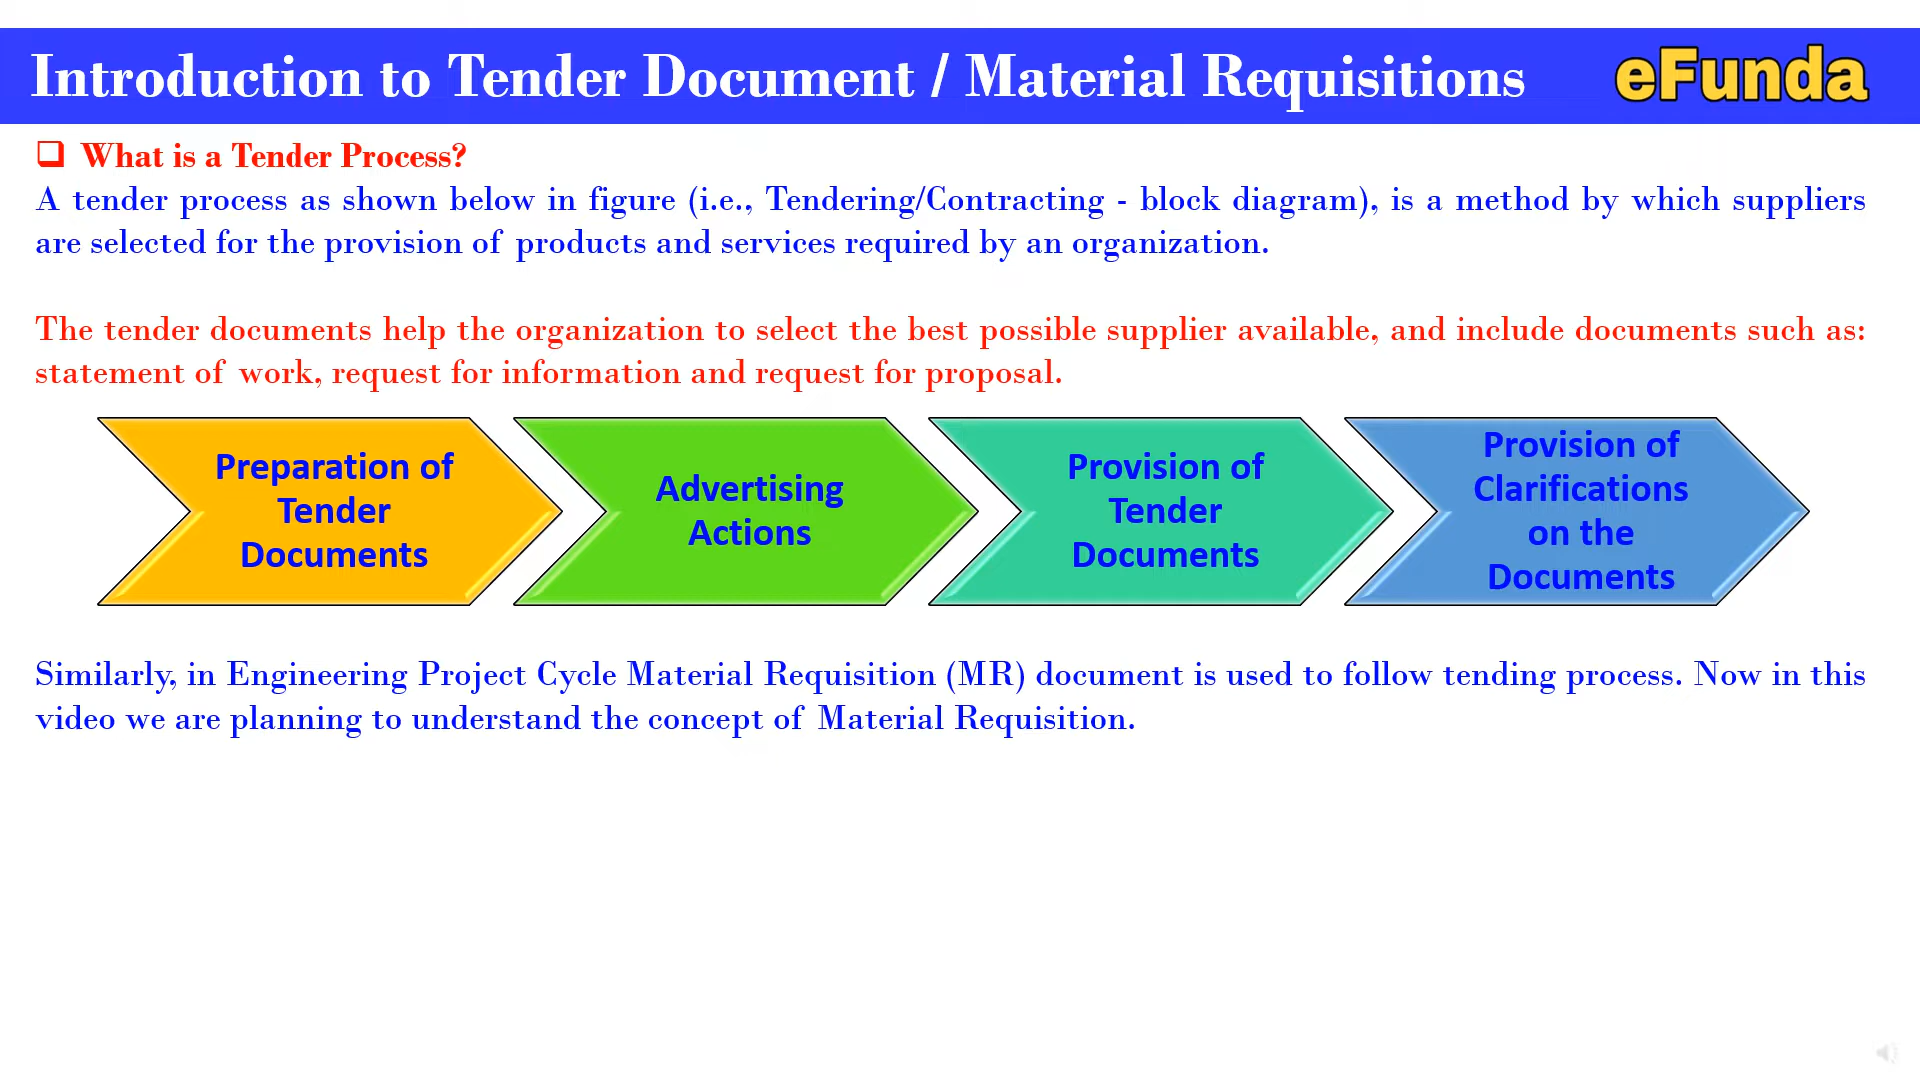 Introduction to Tender Document / Material Requisitions
eFunda
What is a Tender Process?
A tender process as shown below in figure (i.e., Tendering/Contracting - block diagram), is a method by which suppliers
are selected for the provision of products and services required by an organization.
The tender documents help the organization to select the best possible supplier available, and include documents such as:
statement of work, request for information and request for proposal.
Preparation of
Tender
Documents
Advertising
Actions
Provision of
Tender
Documents
Provision of
Clarifications
on the
Documents
Similarly, in Engineering Project Cycle Material Requisition (MR) document is used to follow tending process. Now in this
video we are planning to understand the concept of Material Requisition.